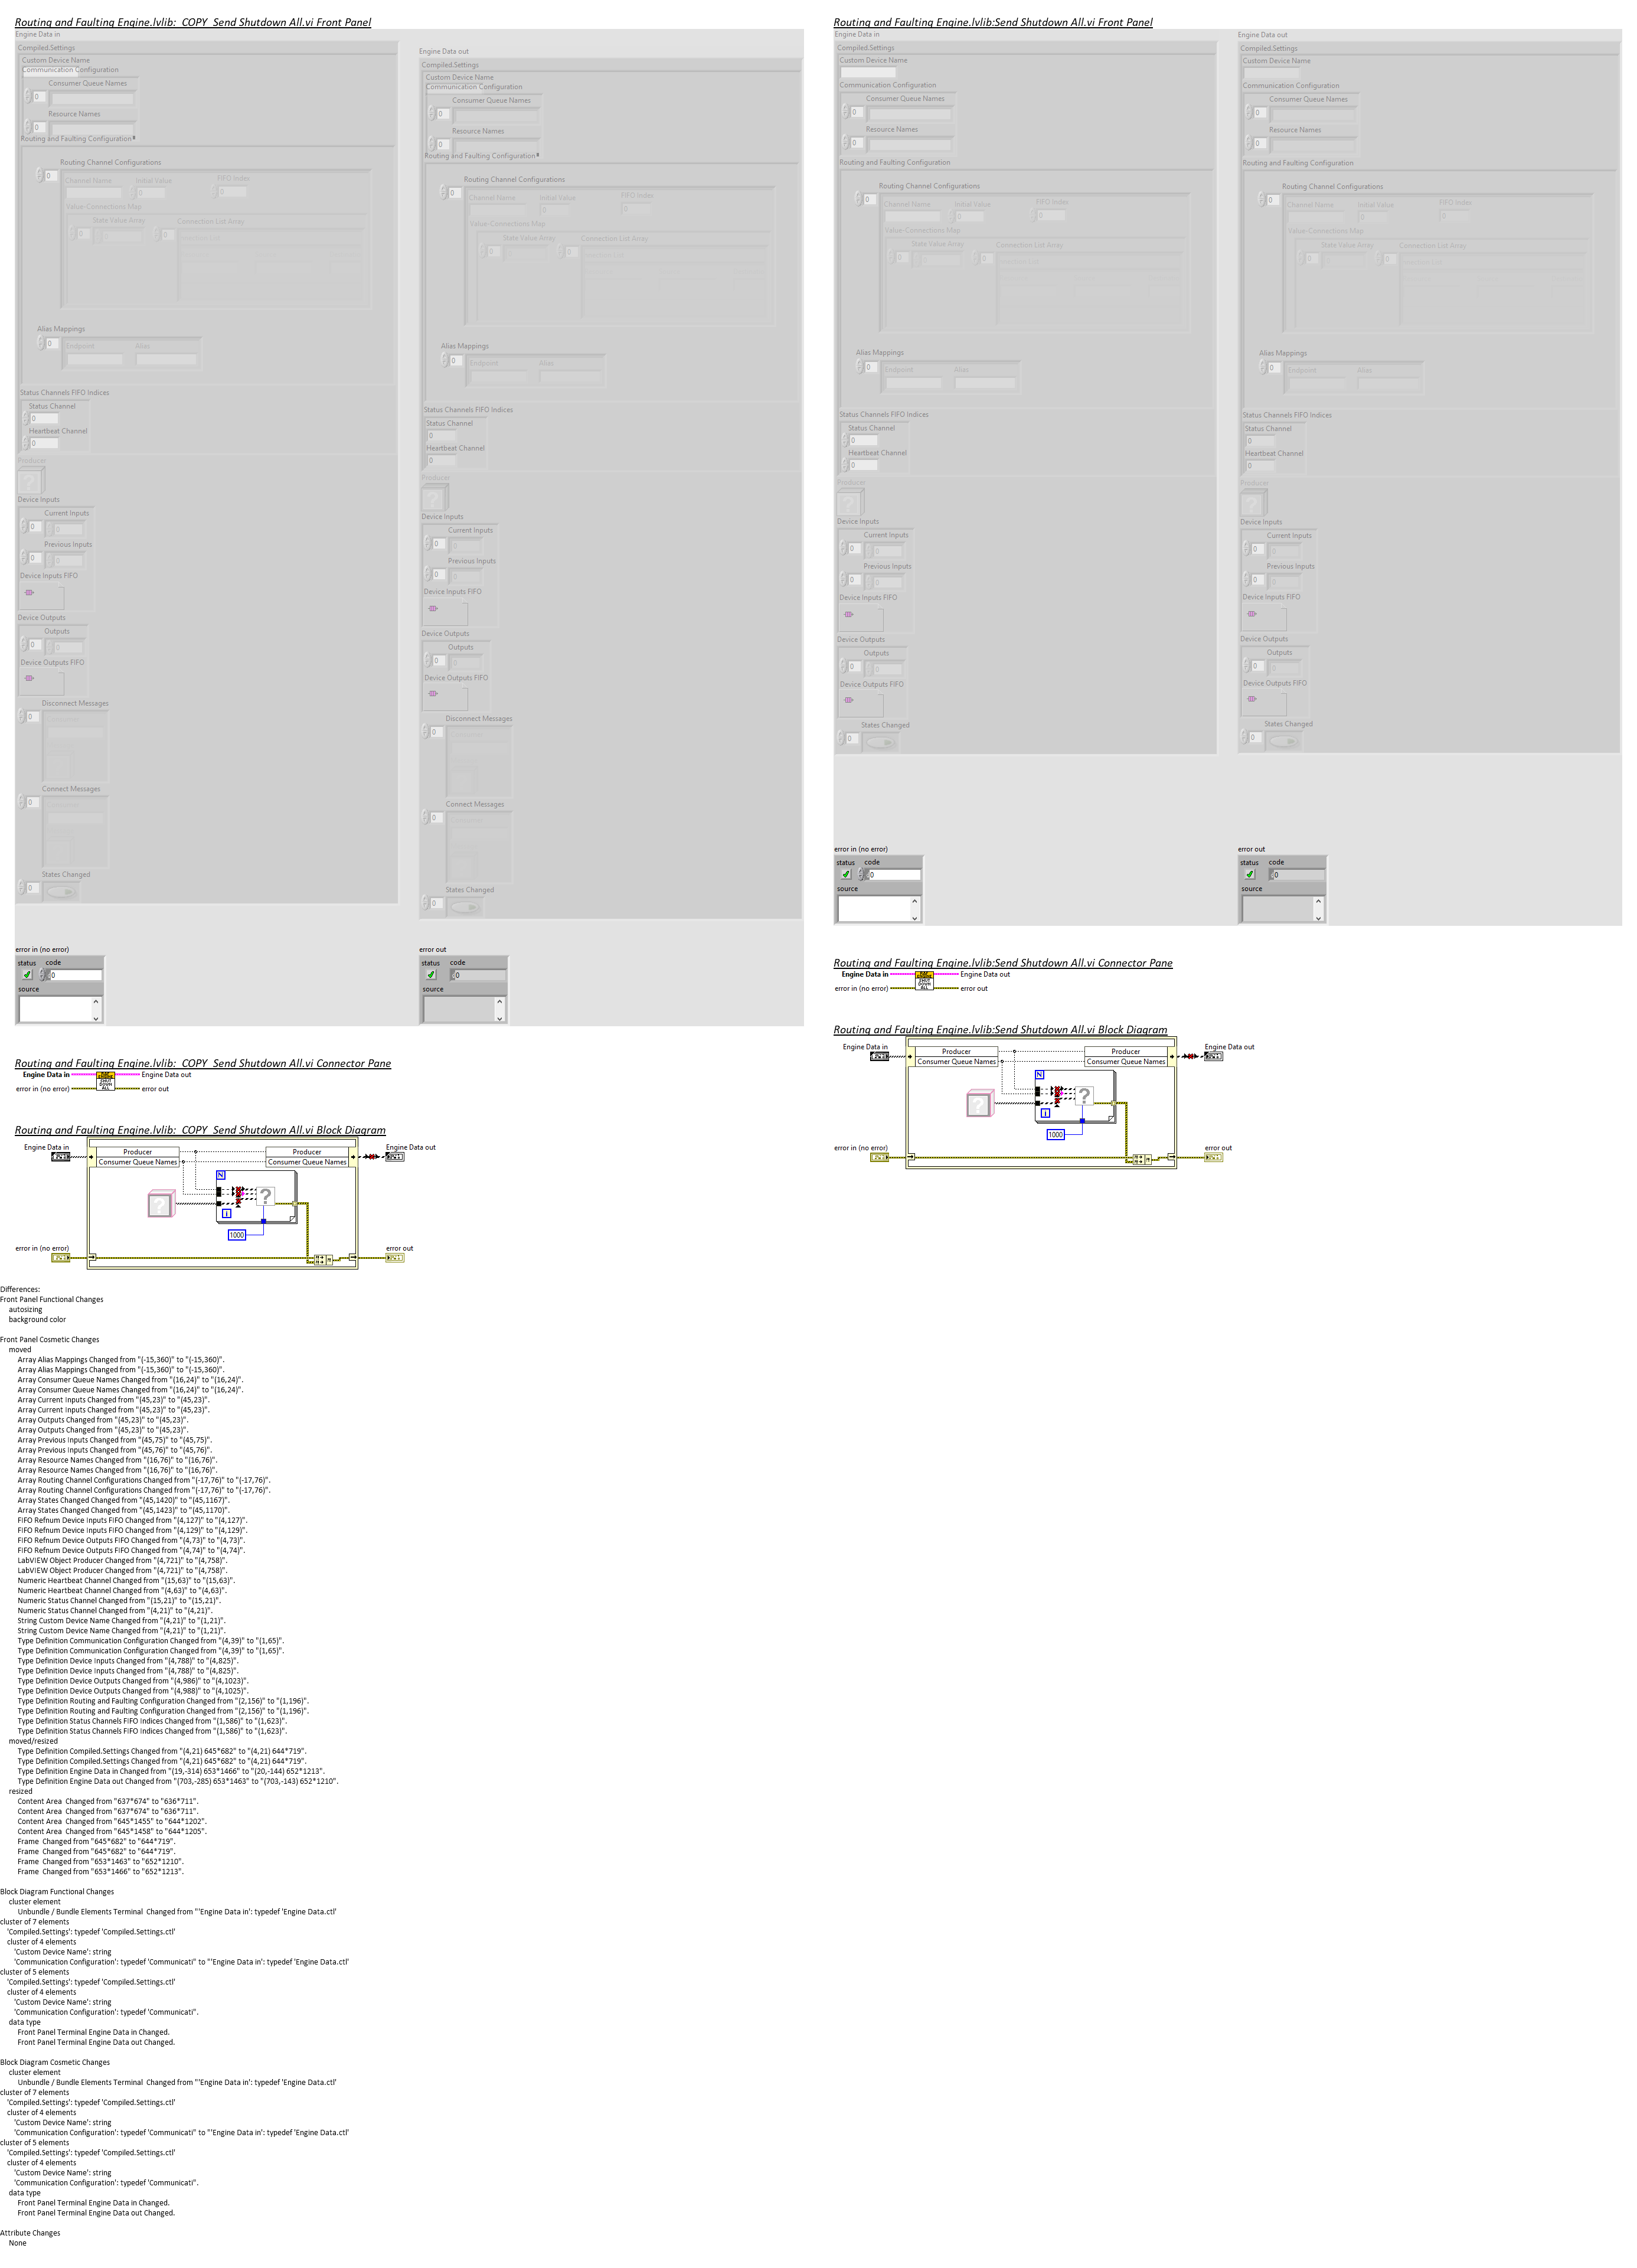 Routing and Faulting Engine.lvlib:_COPY_Send Shutdown All.vi Front Panel
Engine Data in
Compiled.Settings
Custom Device Name
Communication Configuration
Consumer Queue Names
0
Resource Names
0
Routing and Faulting Configuration
Routing Channel Configurations
0
Channel Name Initial Value FIFO Index
0 0
Value-Connections Map
State Value Array Connection List Array
0 0 0
Alias Mappings
0
Endpoint Alias
Status Channels FIFO Indices
Status Channel
0
Heartbeat Channel
0
Producer
Device Inputs
Current Inputs
0 0
Previous Inputs
0 0
Device Inputs FIFO
Device Outputs
Outputs
0 0
Device Outputs FIFO
Disconnect Messages
0
Connect Messages
0
States Changed
0
error in (no error)
status code
0
source
Engine Data out
Compiled.Settings
Custom Device Name
Communication Configuration
Consumer Queue Names
0
Resource Names
0
Routing and Faulting Configuration
Routing Channel Configurations
0
Channel Name Initial Value FIFO Index
0 0
Value-Connections Map
State Value Array Connection List Array
0 0 0
Alias Mappings
0
Endpoint Alias
Status Channels FIFO Indices
Status Channel
0
Heartbeat Channel
0
Producer
Device Inputs
Current Inputs
0 0
Previous Inputs
0 0
Device Inputs FIFO
Device Outputs
Outputs
0 0
Device Outputs FIFO
Disconnect Messages
0
Connect Messages
0
States Changed
0
error out
status code
0
source
Routing and Faulting Engine.lvlib:_COPY_Send Shutdown All.vi Connector Pane
Engine Data in Engine Data out
SHUT
DOWN
ALL
error in (no error) error out
Routing and Faulting Engine.lvlib:_COPY_Send Shutdown All.vi Block Diagram
Engine Data in Engine Data out
Producer Producer
Consumer Queue Names Consumer Queue Names
N
i
1000
error in (no error) error out
Routing and Faulting Engine.lvlib:Send Shutdown All.vi Front Panel
Engine Data in
Compiled.Settings
Custom Device Name
Communication Configuration
Consumer Queue Names
0
Resource Names
0
Routing and Faulting Configuration
Routing Channel Configurations
0
Channel Name Initial Value FIFO Index
0 0
Value-Connections Map
State Value Array Connection List Array
0 0 0
Alias Mappings
0
Endpoint Alias
Status Channels FIFO Indices
Status Channel
0
Heartbeat Channel
0
Producer
Device Inputs
Current Inputs
0 0
Previous Inputs
0 0
Device Inputs FIFO
Device Outputs
Outputs
0 0
Device Outputs FIFO
States Changed
0
error in (no error)
status code
0
source
Engine Data out
Compiled.Settings
Custom Device Name
Communication Configuration
Consumer Queue Names
0
Resource Names
0
Routing and Faulting Configuration
Routing Channel Configurations
0
Channel Name Initial Value FIFO Index
0 0
Value-Connections Map
State Value Array Connection List Array
0 0 0
Alias Mappings
0
Endpoint Alias
Status Channels FIFO Indices
Status Channel
0
Heartbeat Channel
0
Producer
Device Inputs
Current Inputs
0 0
Previous Inputs
0 0
Device Inputs FIFO
Device Outputs
Outputs
0 0
Device Outputs FIFO
States Changed
0
error out
status code
0
source
Routing and Faulting Engine.lvlib:Send Shutdown All.vi Connector Pane
Engine Data in Engine Data out
SHUT
DOWN
ALL
error in (no error) error out
Routing and Faulting Engine.lvlib:Send Shutdown All.vi Block Diagram
Engine Data in Engine Data out
Producer Producer
Consumer Queue Names Consumer Queue Names
N
i
1000
error in (no error) error out
Differences:
Front Panel Functional Changes
autosizing
background color
Front Panel Cosmetic Changes
moved
Array Alias Mappings Changed from "(-15,360)" to "(-15,360)".
Array Alias Mappings Changed from "(-15,360)" to "(-15,360)".
Array Consumer Queue Names Changed from "(16,24)" to "(16,24)".
Array Consumer Queue Names Changed from "(16,24)" to "(16,24)".
Array Current Inputs Changed from "(45,23)" to "(45,23)".
Array Current Inputs Changed from "(45,23)" to "(45,23)".
Array Outputs Changed from "(45,23)" to "(45,23)".
Array Outputs Changed from "(45,23)" to "(45,23)".
Array Previous Inputs Changed from "(45,75)" to "(45,75)".
Array Previous Inputs Changed from "(45,76)" to "(45,76)".
Array Resource Names Changed from "(16,76)" to "(16,76)".
Array Resource Names Changed from "(16,76)" to "(16,76)".
Array Routing Channel Configurations Changed from "(-17,76)" to "(-17,76)".
Array Routing Channel Configurations Changed from "(-17,76)" to "(-17,76)".
Array States Changed Changed from "(45,1420)" to "(45,1167)".
Array States Changed Changed from "(45,1423)" to "(45,1170)".
FIFO Refnum Device Inputs FIFO Changed from "(4,127)" to "(4,127)".
FIFO Refnum Device Inputs FIFO Changed from "(4,129)" to "(4,129)".
FIFO Refnum Device Outputs FIFO Changed from "(4,73)" to "(4,73)".
FIFO Refnum Device Outputs FIFO Changed from "(4,74)" to "(4,74)".
LabVIEW Object Producer Changed from "(4,721)" to "(4,758)".
LabVIEW Object Producer Changed from "(4,721)" to "(4,758)".
Numeric Heartbeat Channel Changed from "(15,63)" to "(15,63)".
Numeric Heartbeat Channel Changed from "(4,63)" to "(4,63)".
Numeric Status Channel Changed from "(15,21)" to "(15,21)".
Numeric Status Channel Changed from "(4,21)" to "(4,21)".
String Custom Device Name Changed from "(4,21)" to "(1,21)".
String Custom Device Name Changed from "(4,21)" to "(1,21)".
Type Definition Communication Configuration Changed from "(4,39)" to "(1,65)".
Type Definition Communication Configuration Changed from "(4,39)" to "(1,65)".
Type Definition Device Inputs Changed from "(4,788)" to "(4,825)".
Type Definition Device Inputs Changed from "(4,788)" to "(4,825)".
Type Definition Device Outputs Changed from "(4,986)" to "(4,1023)".
Type Definition Device Outputs Changed from "(4,988)" to "(4,1025)".
Type Definition Routing and Faulting Configuration Changed from "(2,156)" to "(1,196)".
Type Definition Routing and Faulting Configuration Changed from "(2,156)" to "(1,196)".
Type Definition Status Channels FIFO Indices Changed from "(1,586)" to "(1,623)".
Type Definition Status Channels FIFO Indices Changed from "(1,586)" to "(1,623)".
moved/resized
Type Definition Compiled.Settings Changed from "(4,21) 645*682" to "(4,21) 644*719".
Type Definition Compiled.Settings Changed from "(4,21) 645*682" to "(4,21) 644*719".
Type Definition Engine Data in Changed from "(19,-314) 653*1466" to "(20,-144) 652*1213".
Type Definition Engine Data out Changed from "(703,-285) 653*1463" to "(703,-143) 652*1210".
resized
Content Area  Changed from "637*674" to "636*711".
Content Area  Changed from "637*674" to "636*711".
Content Area  Changed from "645*1455" to "644*1202".
Content Area  Changed from "645*1458" to "644*1205".
Frame  Changed from "645*682" to "644*719".
Frame  Changed from "645*682" to "644*719".
Frame  Changed from "653*1463" to "652*1210".
Frame  Changed from "653*1466" to "652*1213".
Block Diagram Functional Changes
cluster element
Unbundle / Bundle Elements Terminal  Changed from "'Engine Data in': typedef 'Engine Data.ctl'
cluster of 7 elements
'Compiled.Settings': typedef 'Compiled.Settings.ctl'
cluster of 4 elements
'Custom Device Name': string
'Communication Configuration': typedef 'Communicati" to "'Engine Data in': typedef 'Engine Data.ctl'
cluster of 5 elements
'Compiled.Settings': typedef 'Compiled.Settings.ctl'
cluster of 4 elements
'Custom Device Name': string
'Communication Configuration': typedef 'Communicati".
data type
Front Panel Terminal Engine Data in Changed.
Front Panel Terminal Engine Data out Changed.
Block Diagram Cosmetic Changes
cluster element
Unbundle / Bundle Elements Terminal  Changed from "'Engine Data in': typedef 'Engine Data.ctl'
cluster of 7 elements
'Compiled.Settings': typedef 'Compiled.Settings.ctl'
cluster of 4 elements
'Custom Device Name': string
'Communication Configuration': typedef 'Communicati" to "'Engine Data in': typedef 'Engine Data.ctl'
cluster of 5 elements
'Compiled.Settings': typedef 'Compiled.Settings.ctl'
cluster of 4 elements
'Custom Device Name': string
'Communication Configuration': typedef 'Communicati".
data type
Front Panel Terminal Engine Data in Changed.
Front Panel Terminal Engine Data out Changed.
Attribute Changes
None